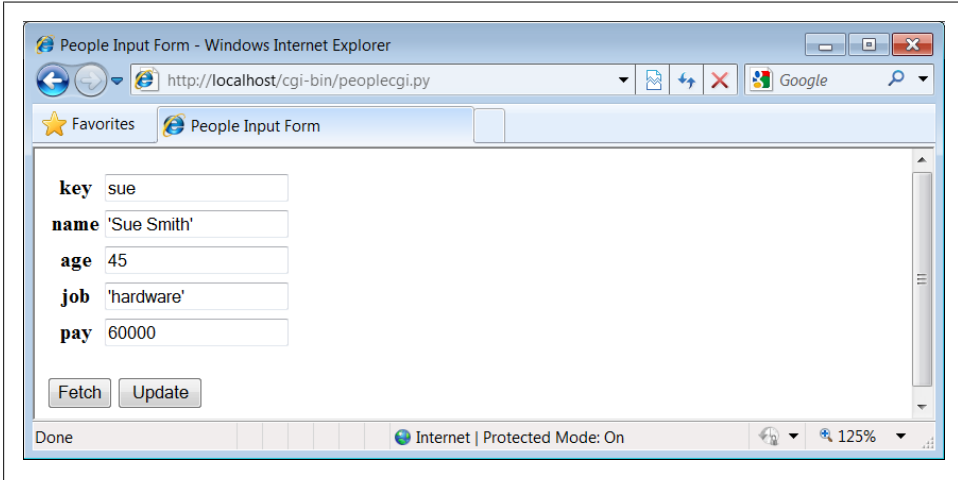 People Input Form - Windows Internet Explorer
http://localhost/cgi-bin/peoplecgi.py
Google
Favorites
People Input Form
key sue
name 'Sue Smith'
age 45
job 'hardware'
pay 60000
Fetch Update
Done Internet | Protected Mode: On 125%